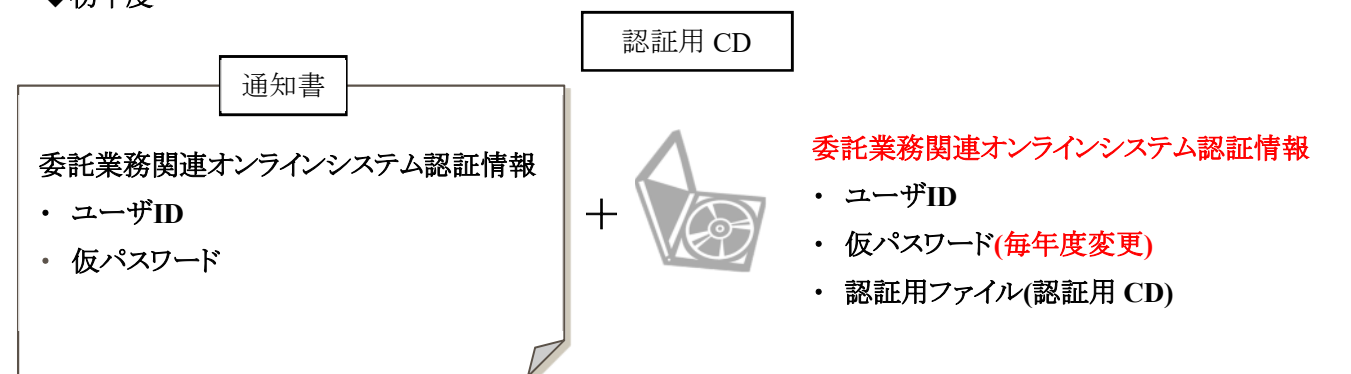 ◆初年度
認証用 CD
通知書
委託業務関連オンラインシステム認証情報
・ ユーザID
・ 仮パスワード
＋
委託業務関連オンラインシステム認証情報
・ ユーザID
・ 仮パスワード(毎年度変更)
・ 認証用ファイル(認証用 CD)